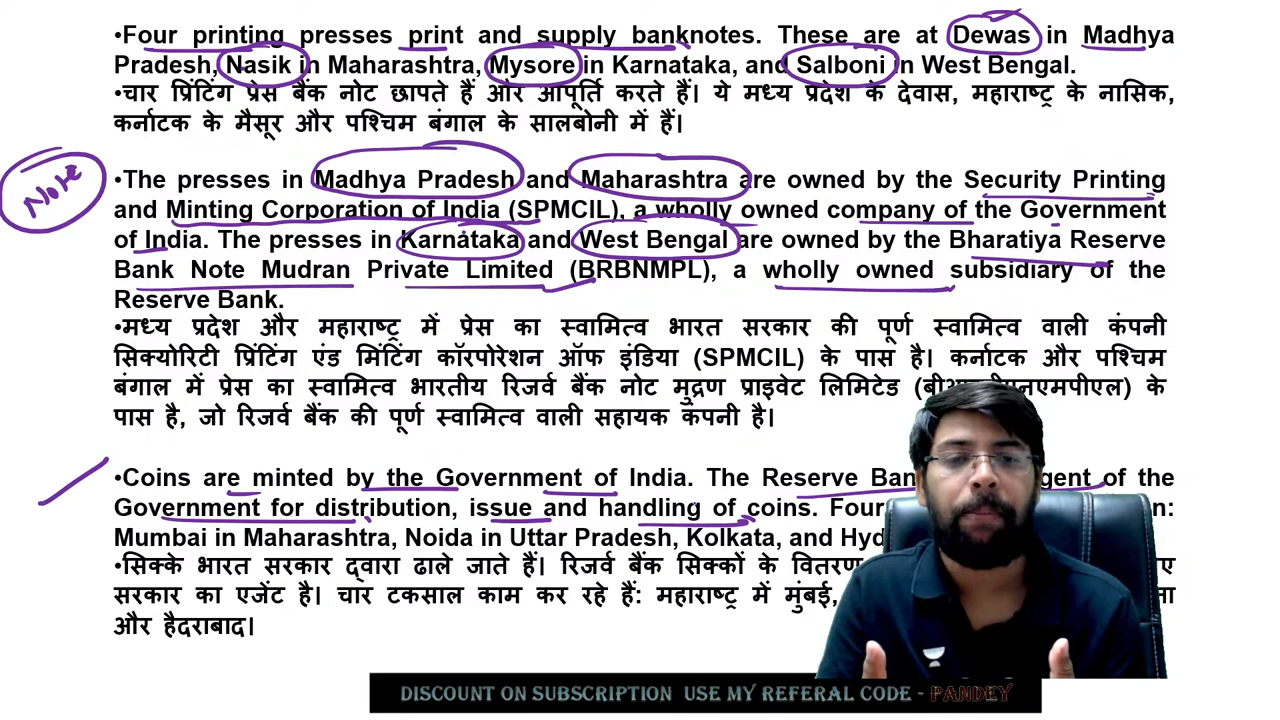 •Four printing presses print and supply banknotes. These are at Dewas in Madhya
Pradesh, Nasik in Maharashtra, Mysore in Karnataka, and Salboni in West Bengal.
•चार प्रिंटिंग प्रेस बैंक नोट छापते हैं और आपूर्ति करते हैं। ये मध्य प्रदेश के देवास, महाराष्ट्र के नासिक,
कर्नाटक के मैसूर और पश्चिम बंगाल के सालबोनी में हैं।
Note
•The presses in Madhya Pradesh and Maharashtra are owned by the Security Printing
and Minting Corporation of India (SPMCIL), a wholly owned company of the Government
of India. The presses in Karnataka and West Bengal are owned by the Bharatiya Reserve
Bank Note Mudran Private Limited (BRBNMPL), a wholly owned subsidiary of the
Reserve Bank.
•मध्य प्रदेश और महाराष्ट्र में प्रेस का स्वामित्व भारत सरकार की पूर्ण स्वामित्व वाली कंपनी
सिक्योरिटी प्रिंटिंग एंड मिंटिंग कॉरपोरेशन ऑफ इंडिया (SPMCIL) के पास है। कर्नाटक और पश्चिम
बंगाल में प्रेस का स्वामित्व भारतीय रिजर्व बैंक नोट मुद्रण प्राइवेट लिमिटेड के
पास है, जो रिजर्व बैंक की पूर्ण स्वामित्व वाली सहायक कंपनी है।
•Coins are minted by the Government of India. The Reserve of the
Government for distribution, issue and handling of coins. Four
Mumbai in Maharashtra, Noida in Uttar Pradesh, Kolkata, and
•सिक्के भारत सरकार द्वारा ढाले जाते हैं। रिजर्व बैंक सिक्कों के वितरण
सरकार का एजेंट है। चार टकसाल काम कर रहे हैं: महाराष्ट्र में मुंबई,
और हैदराबाद।
DISCOUNT ON SUBSCRIPTION USE MY REFERAL CODE - PANDEY